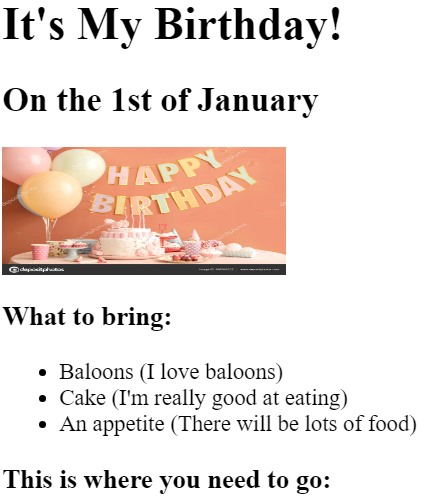 It's My Birthday!
On the 1st of January
HAPPY
BIRTHDAY
depositphotos
What to bring:
Baloons (I love baloons)
Cake (I'm really good at eating)
An appetite (There will be lots of food)
This is where you need to go: